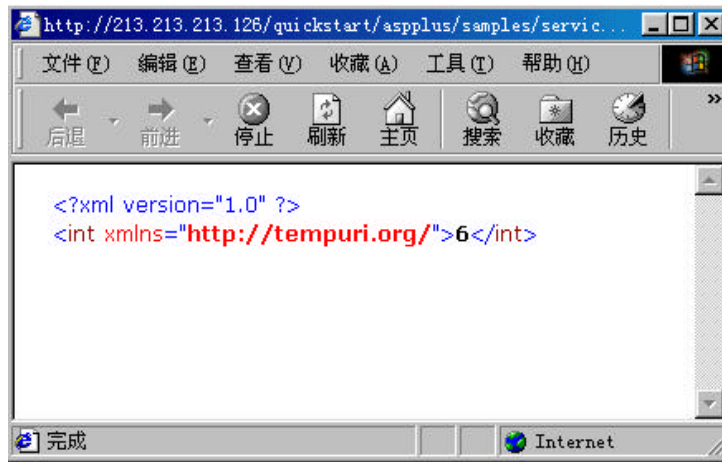 http://213.213.213.126/quickstart/aspplus/samples/servic...
文件(F) 编辑(E) 查看(V) 收藏(A) 工具(T) 帮助(H)
后退 前进 停止 刷新 主页 搜索 收藏 历史 »
<?xml version="1.0" ?>
<int xmlns="http://tempuri.org/">6</int>
完成 Internet